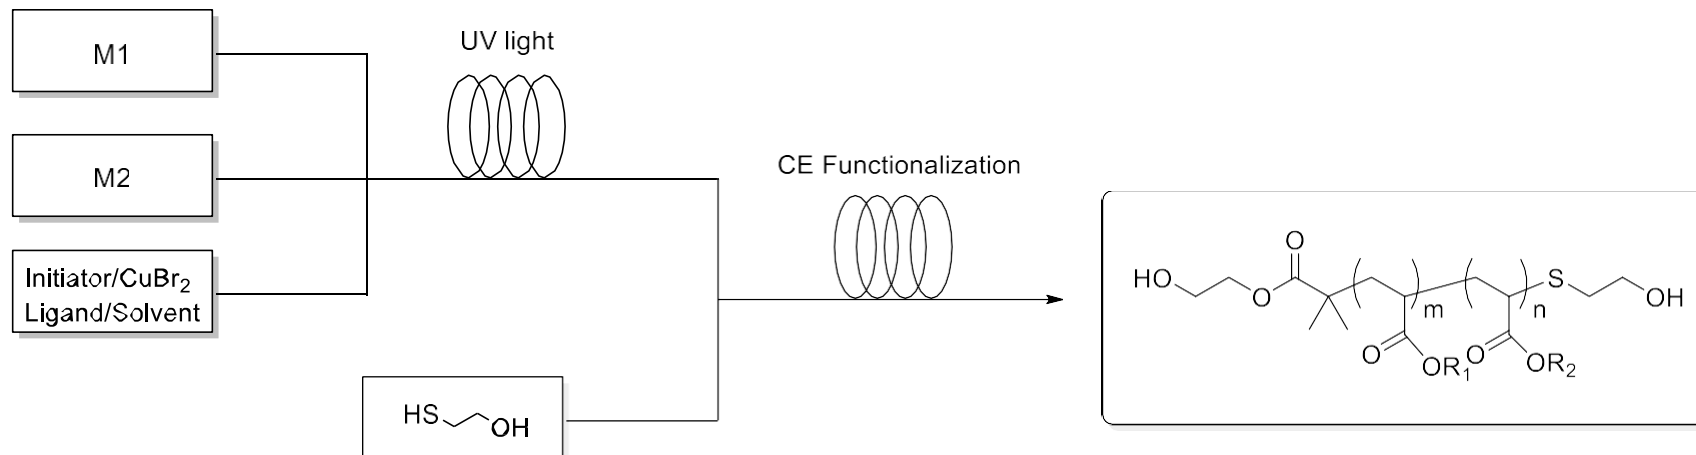 M1
UV light
M2
CE Functionalization
Initiator/CuBr2
Ligand/Solvent
HS
OH
HO
O
O
O
OR1
m
O
OR2
n
S
OH